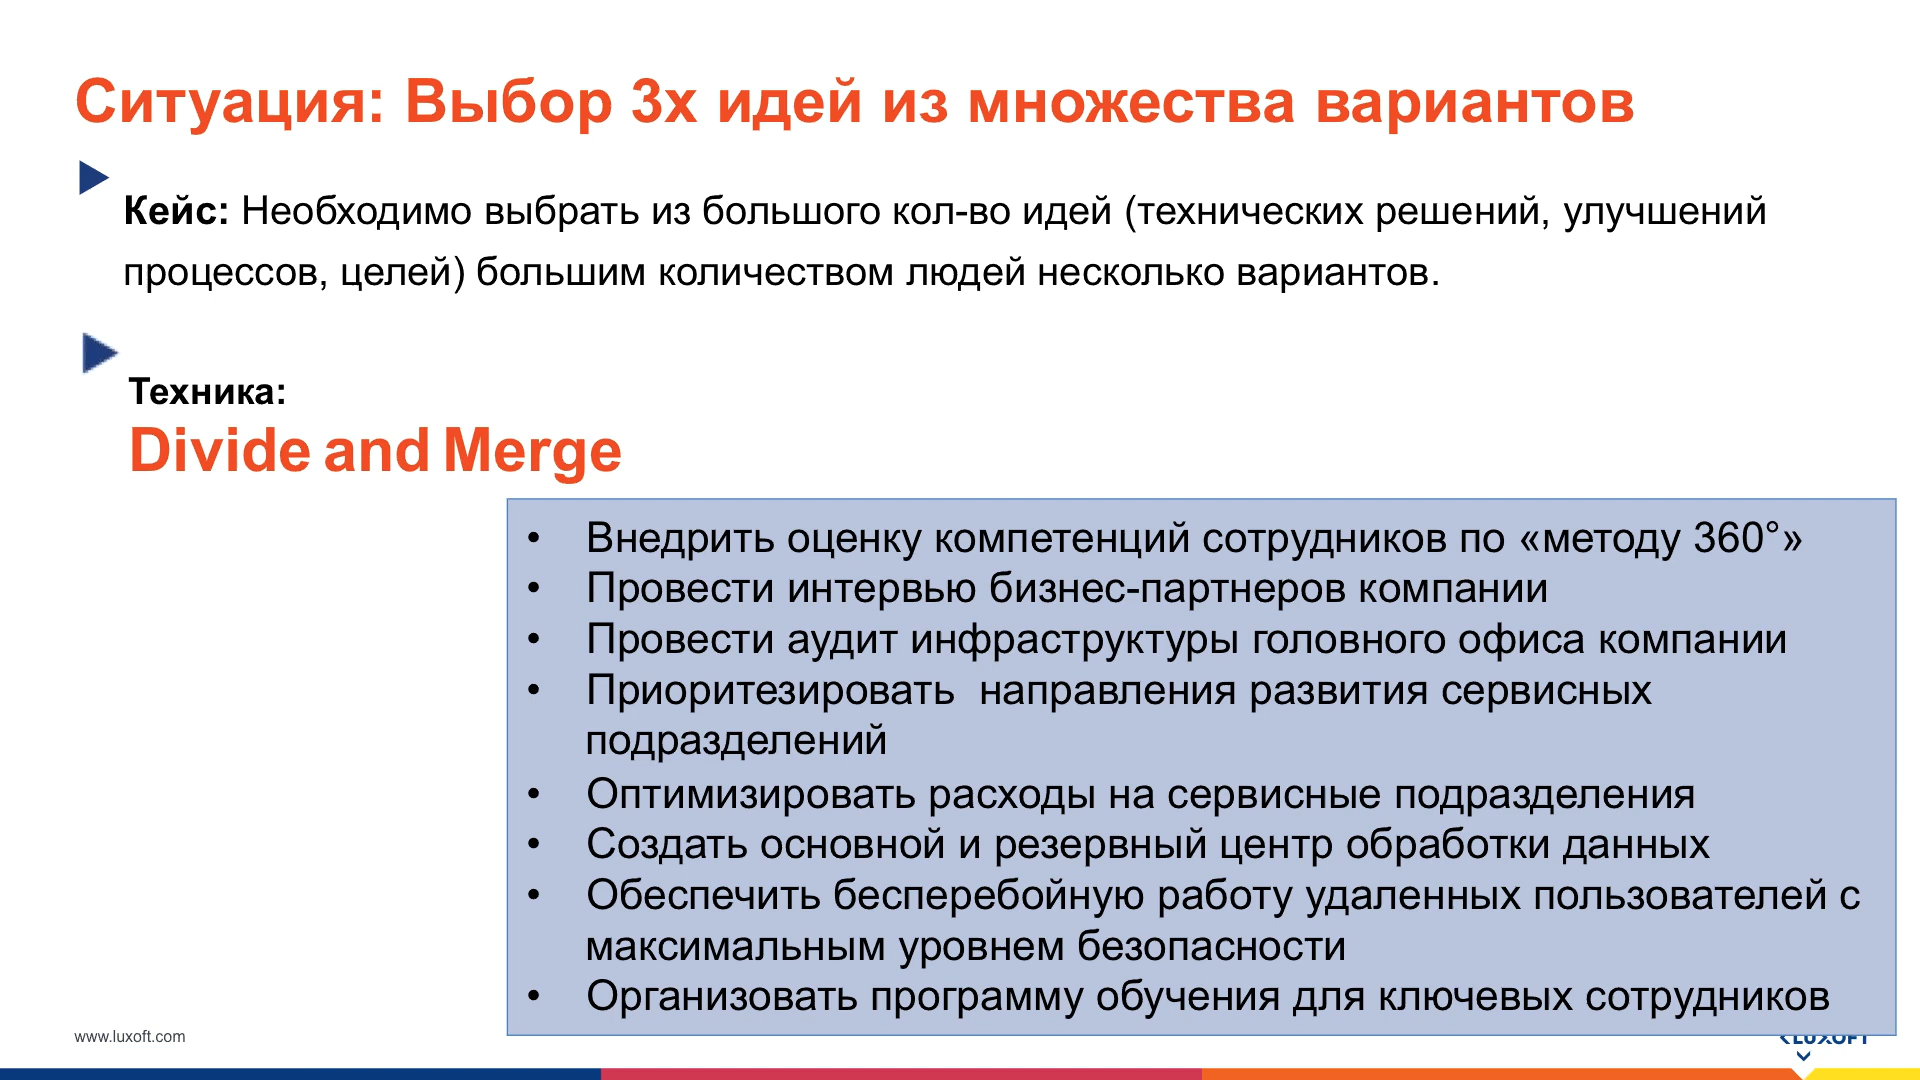 Ситуация: Выбор 3х идей из множества вариантов
Кейс: Необходимо выбрать из большого кол-во идей (технических решений, улучшений
процессов, целей) большим количеством людей несколько вариантов.
Техника:
Divide and Merge
• Внедрить оценку компетенций сотрудников по «методу 360°»
• Провести интервью бизнес-партнеров компании
• Провести аудит инфраструктуры головного офиса компании
• Приоритезировать  направления развития сервисных
подразделений
• Оптимизировать расходы на сервисные подразделения
• Создать основной и резервный центр обработки данных
• Обеспечить бесперебойную работу удаленных пользователей с
максимальным уровнем безопасности
• Организовать программу обучения для ключевых сотрудников
www.luxoft.com
LUXOFT